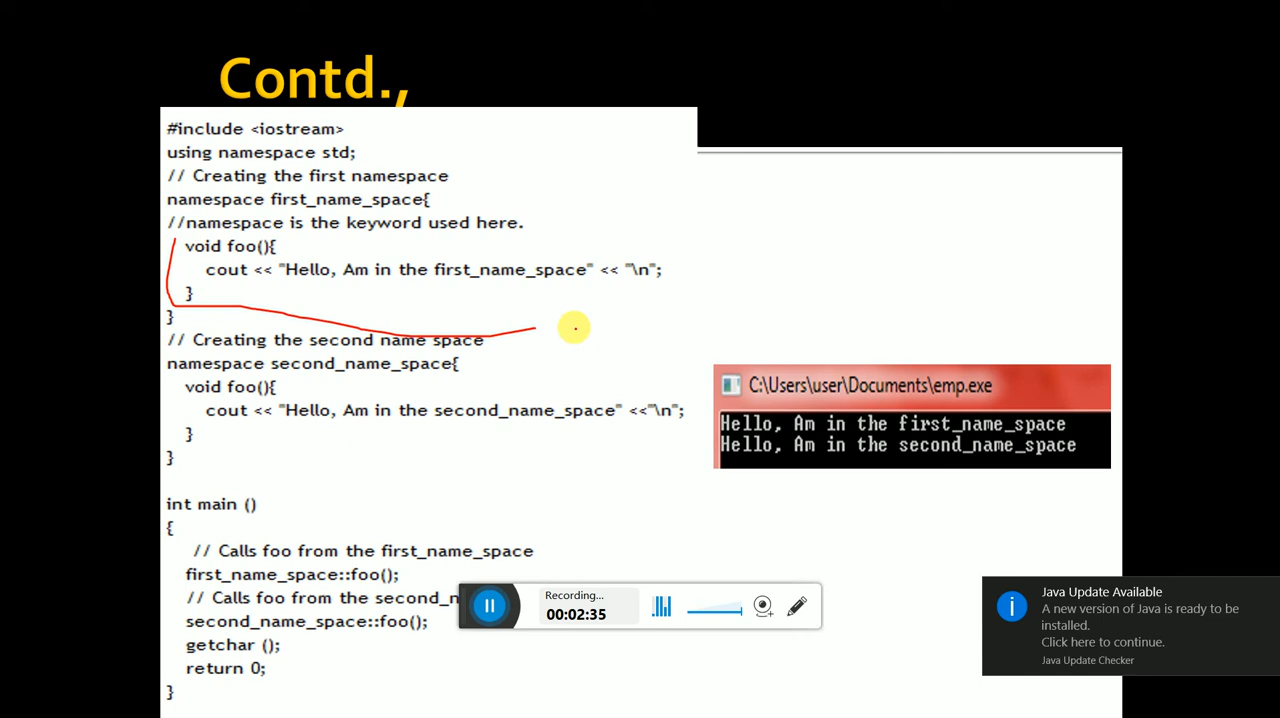 Contd.,
#include <iostream>
using namespace std;
// Creating the first namespace
namespace first_name_space{
//namespace is the keyword used here.
void foo(){
cout << "Hello, Am in the first_name_space" << "\n";
}
}
// Creating the second name space
namespace second_name_space{
void foo(){
cout << "Hello, Am in the second_name_space" <<"\n";
}
}
int main ()
{
// Calls foo from the first_name_space
first_name_space::foo();
// Calls foo from the second_n
second_name_space::foo();
getchar ();
return 0;
}
C:\Users\user\Documents\emp.exe
Hello, Am in the first_name_space
Hello, Am in the second_name_space
Recording...
00:02:35
Java Update Available
A new version of Java is ready to be
installed.
Click here to continue.
Java Update Checker